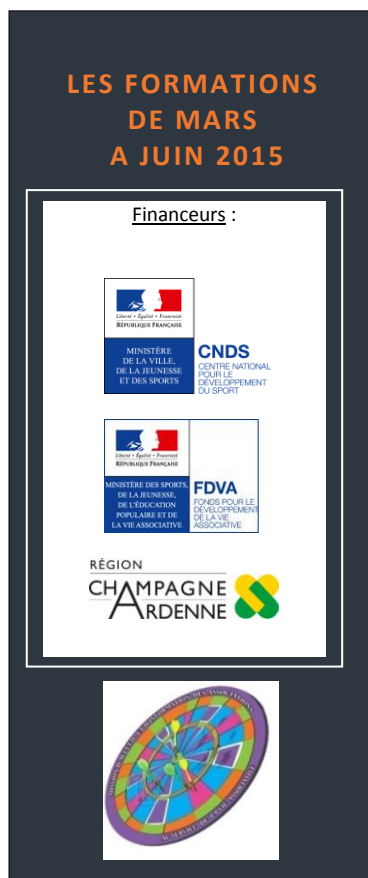 LES FORMATIONS
DE MARS
A JUIN 2015
Financeurs :
Liberté • Égalité • Fraternité
RÉPUBLIQUE FRANÇAISE
MINISTÈRE
DE LA VILLE,
DE LA JEUNESSE
ET DES SPORTS
CNDS
CENTRE NATIONAL
POUR LE
DÉVELOPPEMENT
DU SPORT
Liberté • Égalité • Fraternité
RÉPUBLIQUE FRANÇAISE
MINISTÈRE DES SPORTS,
DE LA JEUNESSE,
DE L'ÉDUCATION
POPULAIRE ET DE
LA VIE ASSOCIATIVE
FDVA
FONDS POUR LE
DÉVELOPPEMENT
DE LA VIE
ASSOCIATIVE
RÉGION
CHAMPAGNE
ARDENNE